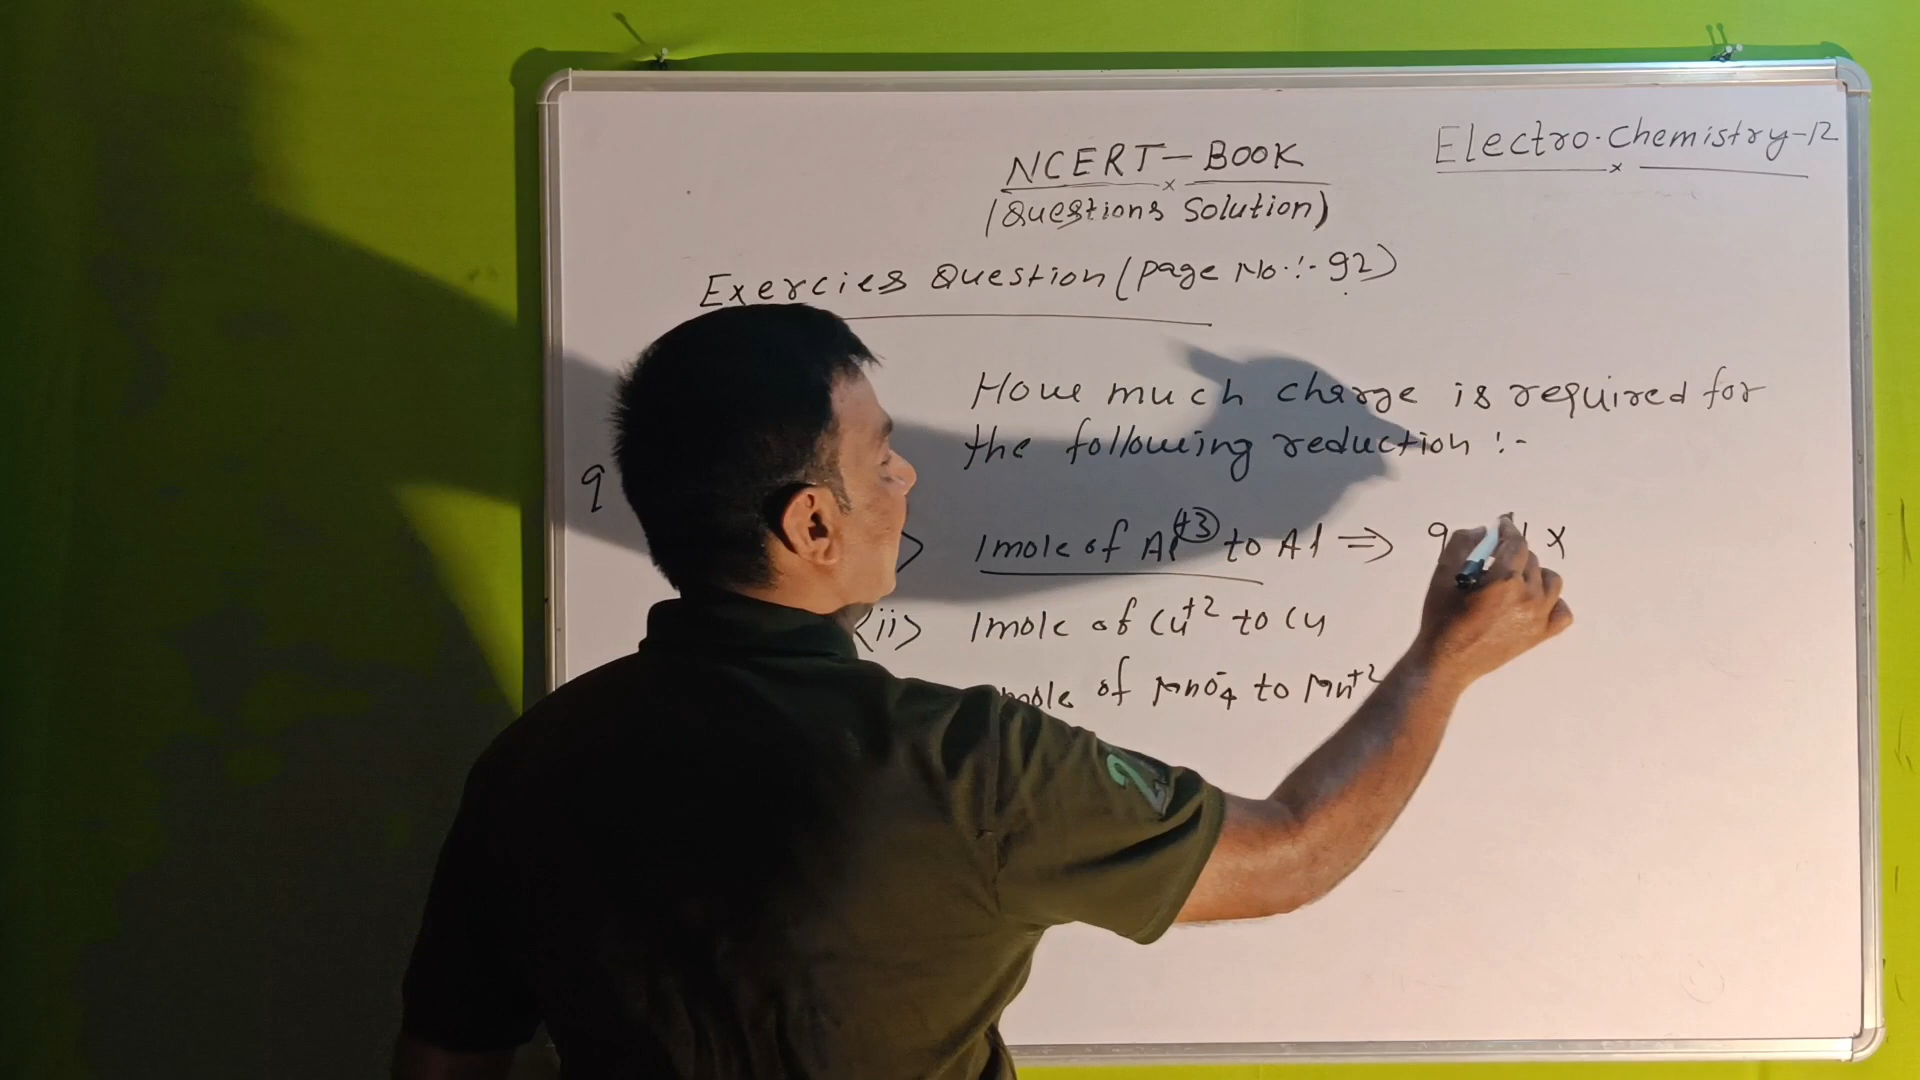 Electro.Chemistry-12
NCERT-BOOK
(Questions Solution)
Exercies Question (page No.:- 92)
How much charge is required for
the following reduction :-
1mole of Al+3 to Al ⇒ q x
<ii> 1mole of Cu+2 to Cu
mole of MnO4- to Mn+2
q
2